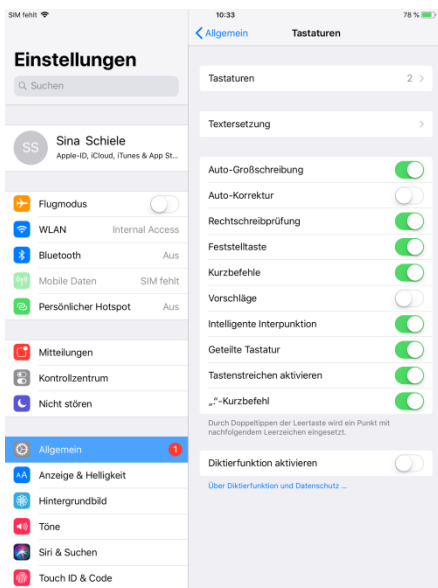 SIM fehlt
10:33
78 %
Einstellungen
Suchen
SS
Sina Schiele
Apple-ID, iCloud, iTunes & App St...
Flugmodus
WLAN Internal Access
Bluetooth Aus
Mobile Daten SIM fehlt
Persönlicher Hotspot Aus
Mitteilungen
Kontrollzentrum
Nicht stören
Allgemein 1
AA Anzeige & Helligkeit
Hintergrundbild
Töne
Siri & Suchen
Touch ID & Code
Allgemein Tastaturen
Tastaturen 2
Textersetzung
Auto-Großschreibung
Auto-Korrektur
Rechtschreibprüfung
Feststelltaste
Kurzbefehle
Vorschläge
Intelligente Interpunktion
Geteilte Tastatur
Tastenstreichen aktivieren
„.“-Kurzbefehl
Durch Doppeltippen der Leertaste wird ein Punkt mit
nachfolgendem Leerzeichen eingesetzt.
Diktierfunktion aktivieren
Über Diktierfunktion und Datenschutz ...